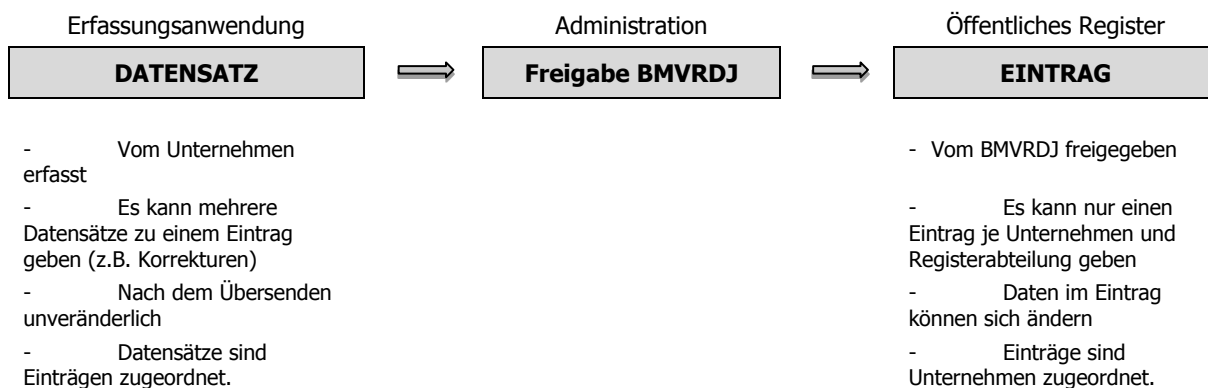 Erfassungsanwendung
DATENSATZ
- Vom Unternehmen
erfasst
- Es kann mehrere
Datensätze zu einem Eintrag
geben (z.B. Korrekturen)
- Nach dem Übersenden
unveränderlich
- Datensätze sind
Einträgen zugeordnet.
Administration
Freigabe BMVRDJ
Öffentliches Register
EINTRAG
- Vom BMVRDJ freigegeben
- Es kann nur einen
Eintrag je Unternehmen und
Registerabteilung geben
- Daten im Eintrag
können sich ändern
- Einträge sind
Unternehmen zugeordnet.